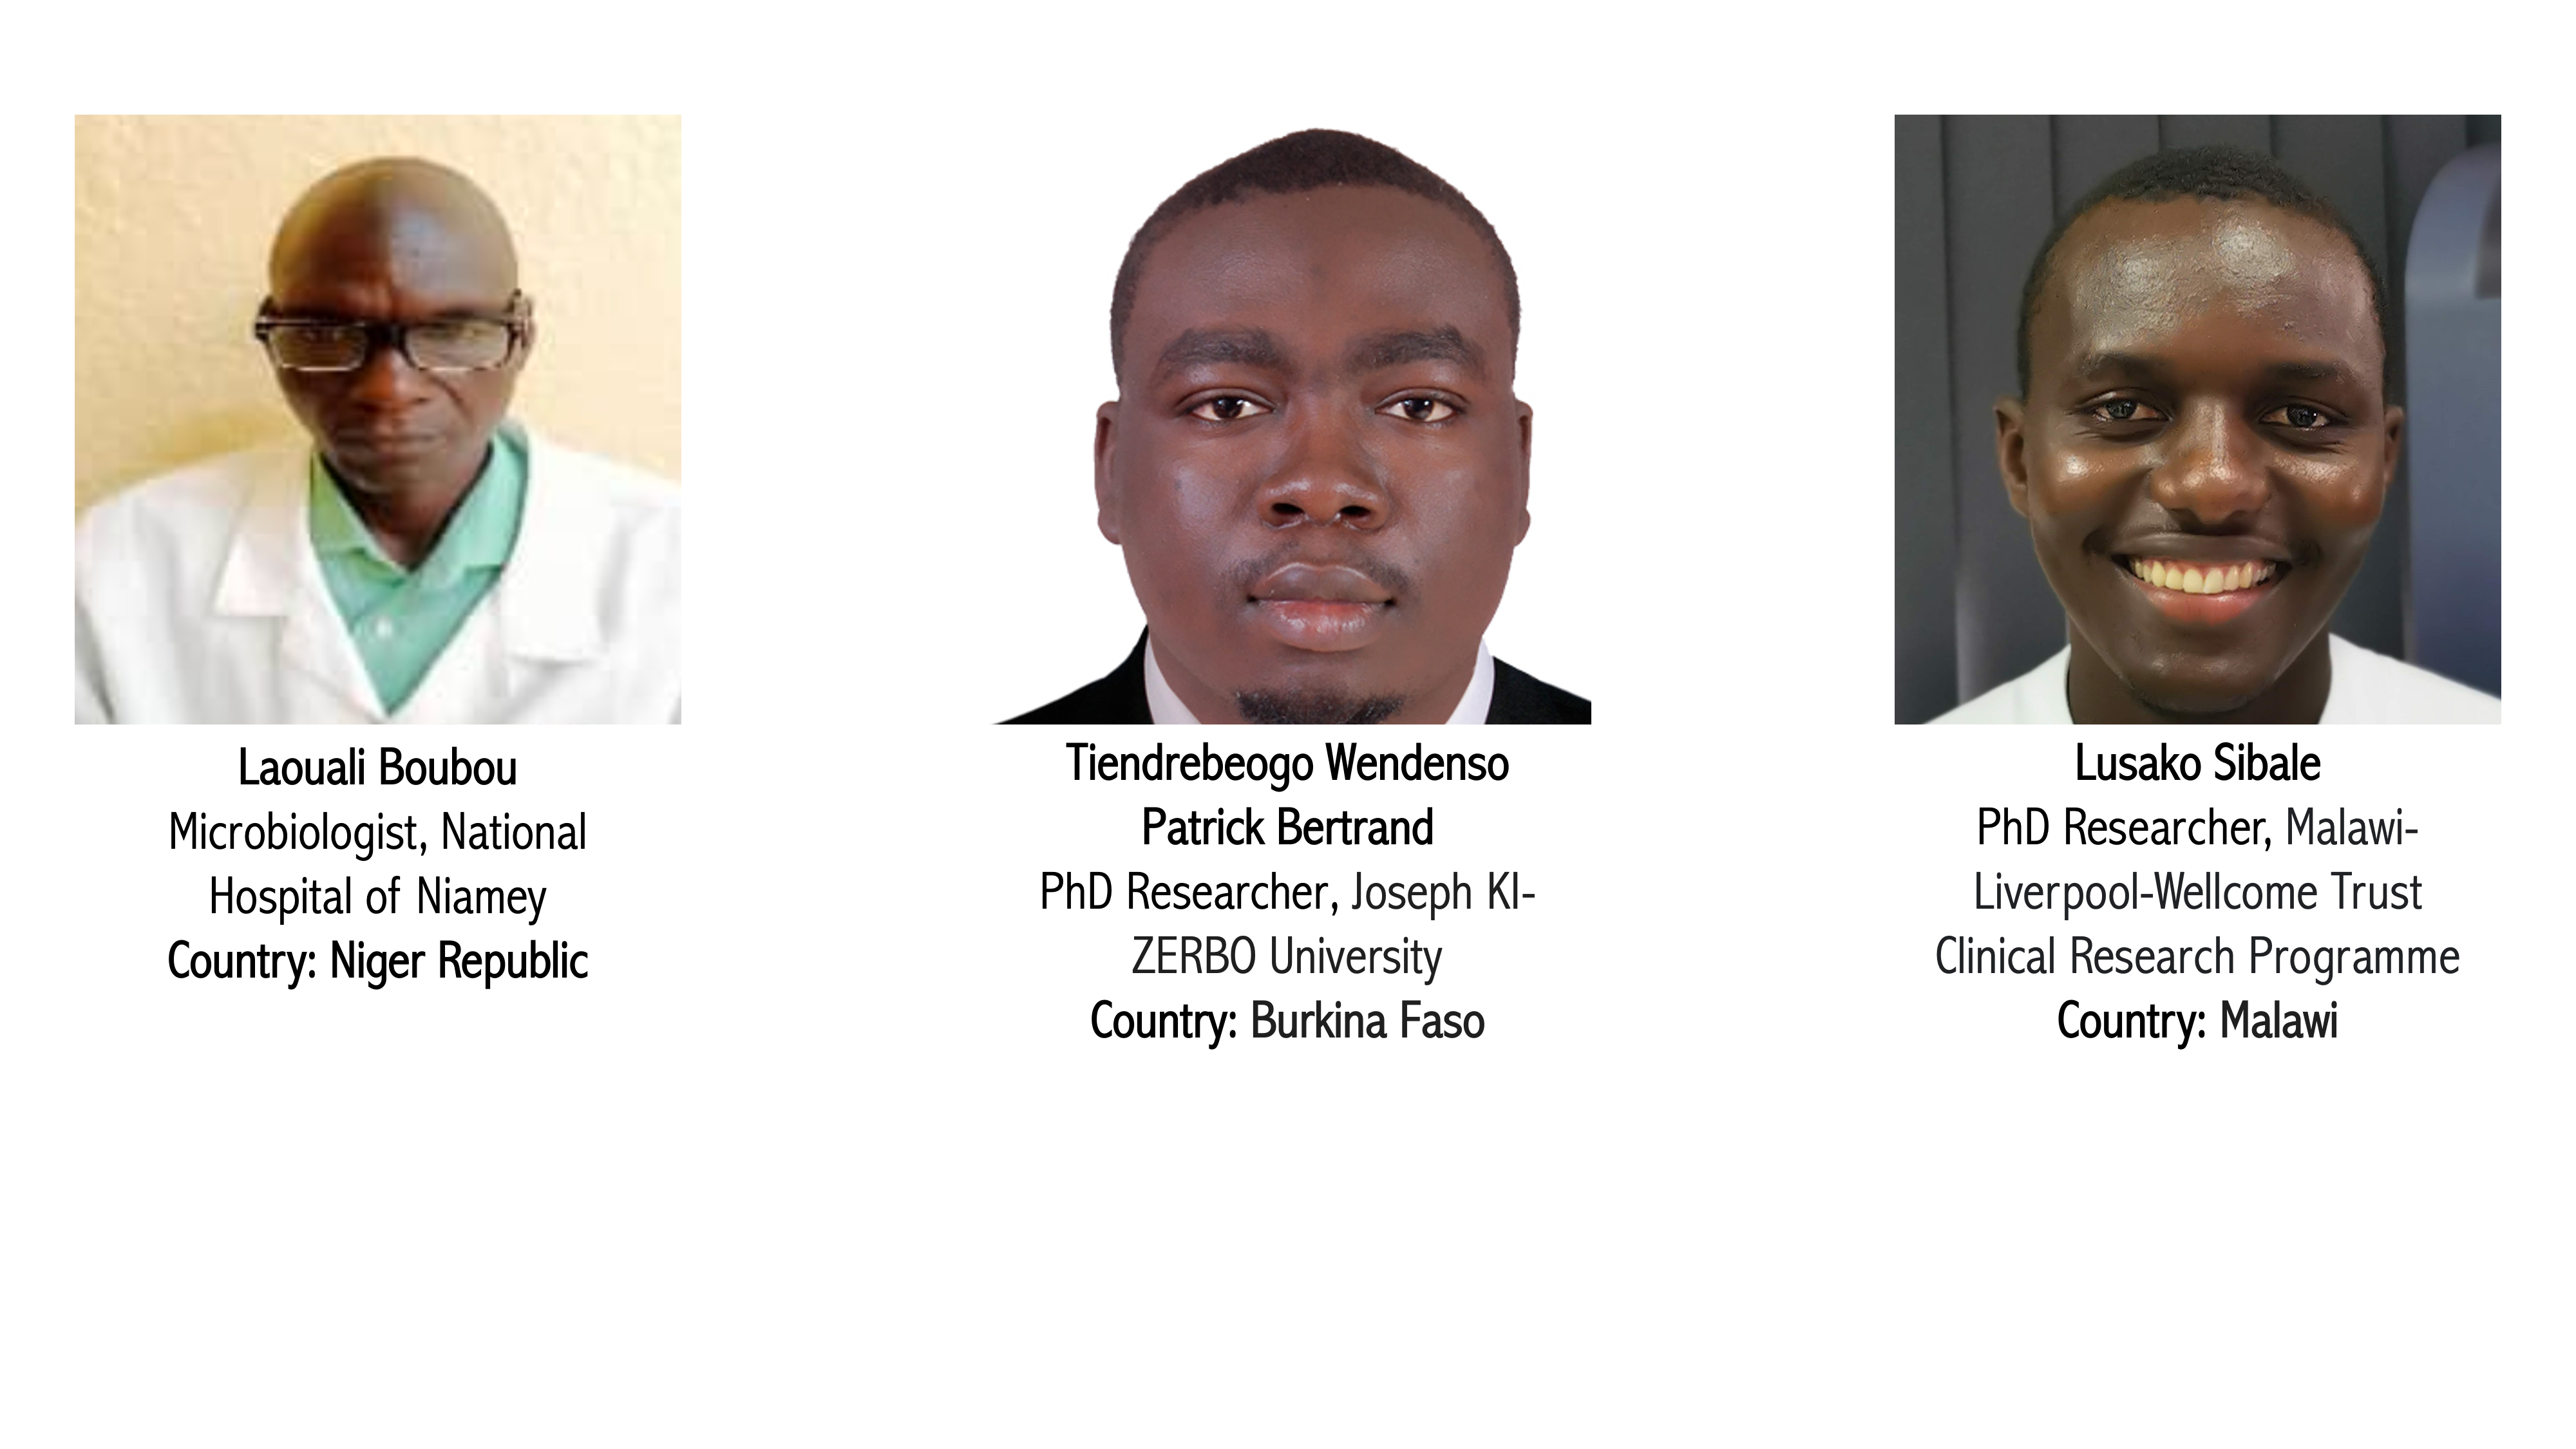 Laouali Boubou
Microbiologist, National
Hospital of Niamey
Country: Niger Republic
Tiendrebeogo Wendenso
Patrick Bertrand
PhD Researcher, Joseph KI-
ZERBO University
Country: Burkina Faso
Lusako Sibale
PhD Researcher, Malawi-
Liverpool-Wellcome Trust
Clinical Research Programme
Country: Malawi